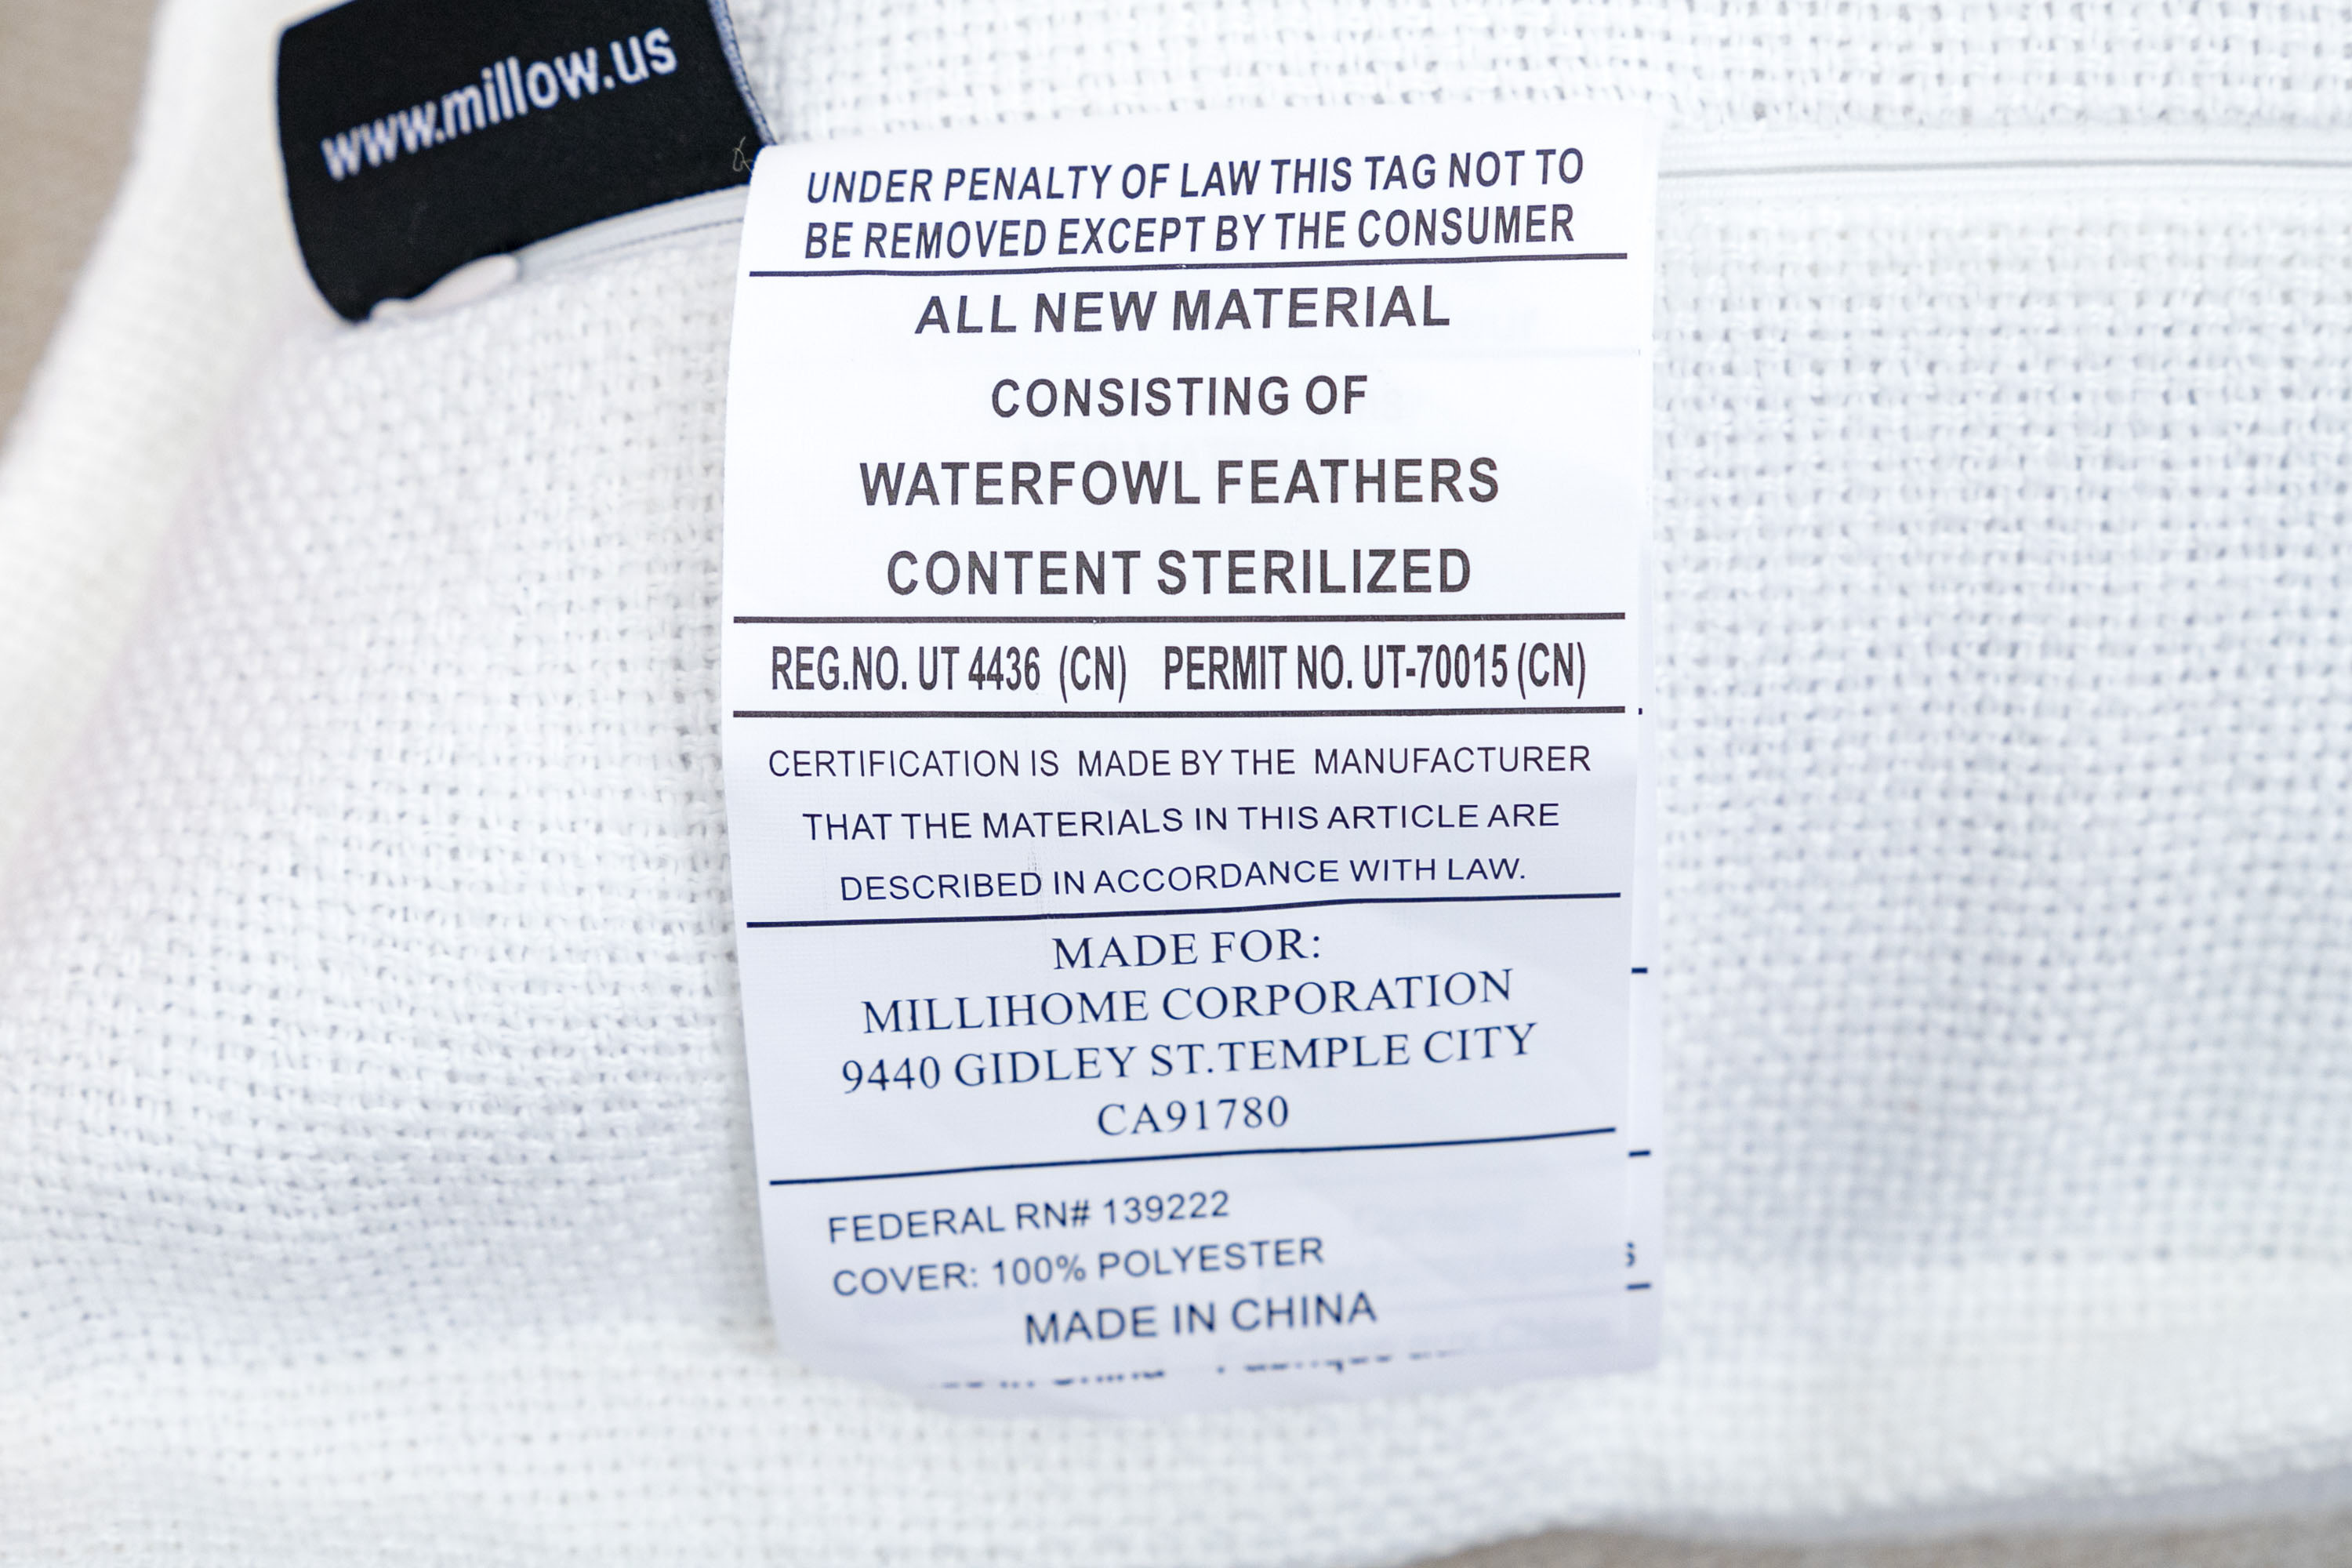 www.millow.us
UNDER PENALTY OF LAW THIS TAG NOT TO
BE REMOVED EXCEPT BY THE CONSUMER
ALL NEW MATERIAL
CONSISTING OF
WATERFOWL FEATHERS
CONTENT STERILIZED
REG.NO. UT 4436 (CN) PERMIT NO. UT-70015 (CN)
CERTIFICATION IS MADE BY THE MANUFACTURER
THAT THE MATERIALS IN THIS ARTICLE ARE
DESCRIBED IN ACCORDANCE WITH LAW.
MADE FOR:
MILLIHOME CORPORATION
9440 GIDLEY ST.TEMPLE CITY
CA91780
FEDERAL RN# 139222
COVER: 100% POLYESTER
MADE IN CHINA